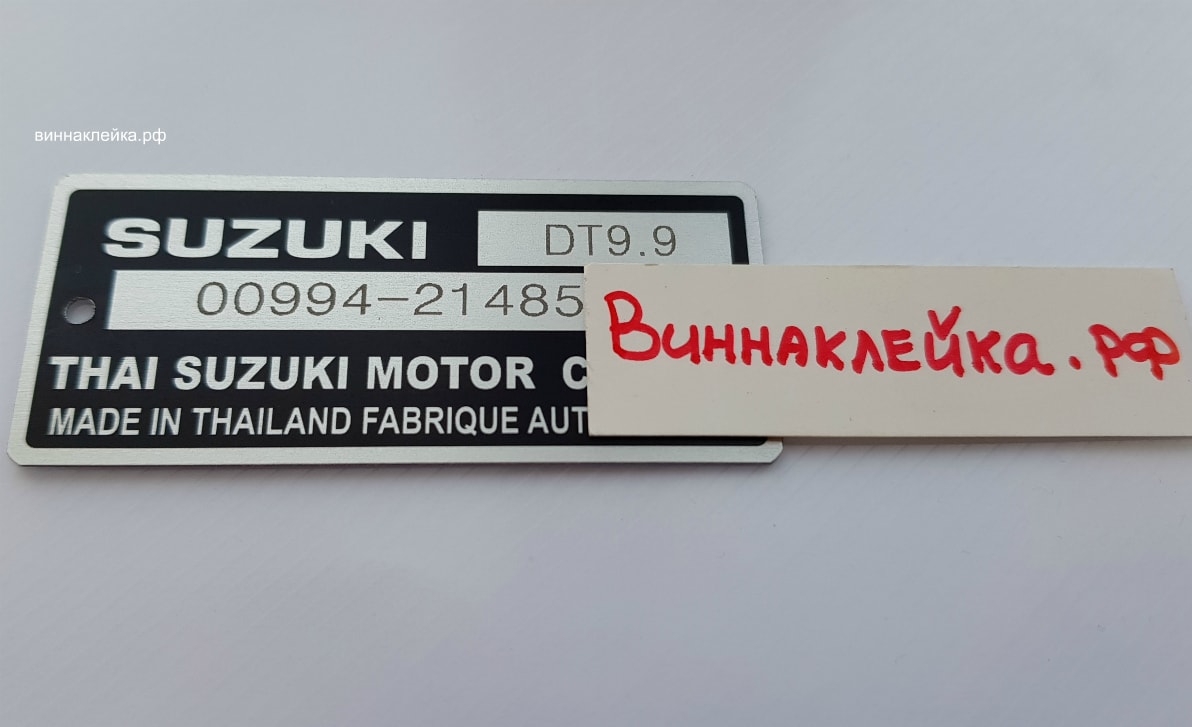 виннаклейка.рф
SUZUKI DT9.9
00994-21485
THAI SUZUKI MOTOR C
MADE IN THAILAND FABRIQUE AUT
Виннаклейка.рф